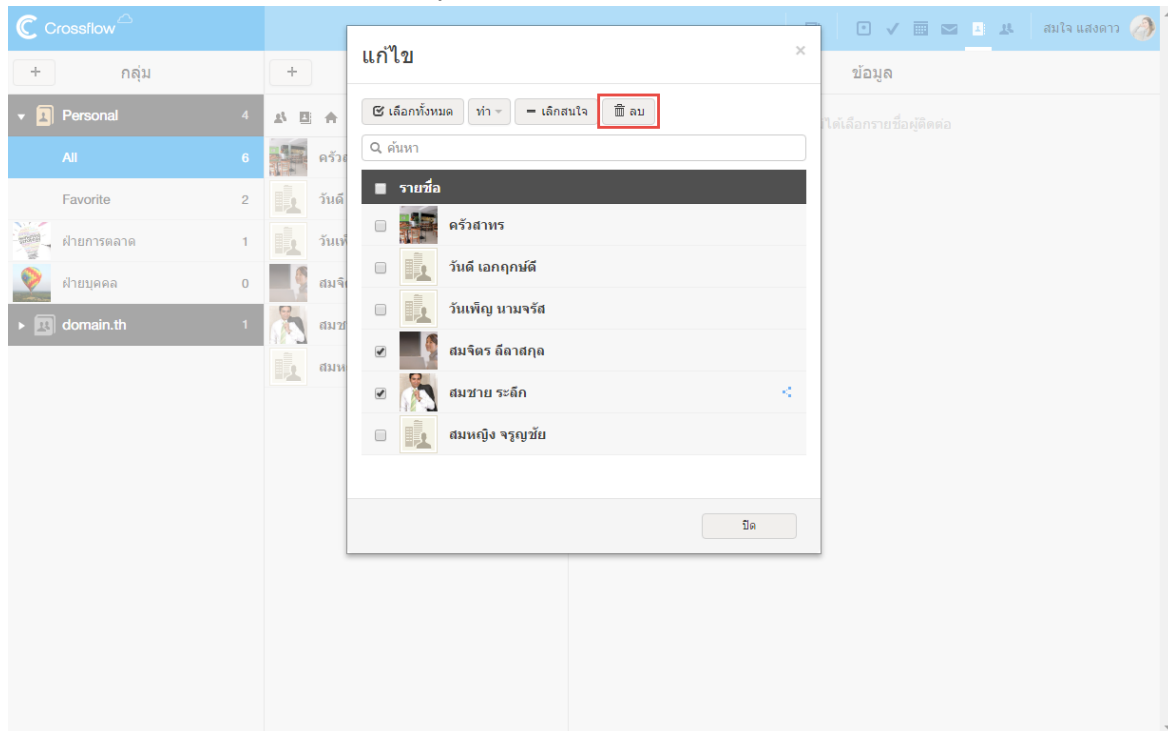 Crossflow
สมใจ แสงดาว
+ กลุ่ม
+
ข้อมูล
Personal 4
All 6
Favorite 2
ฝ่ายการตลาด 1
ฝ่ายบุคคล 0
domain.th 1
วันดี
แก้ไข
×
เลือกทั้งหมด
ทำ
เลิกสนใจ
ลบ
ค้นหา
รายชื่อ
ครัวสาทร
วันดี เอกฤกษ์ดี
วันเพ็ญ นามจรัส
สมจิตร ลีลาสกุล
สมชาย ระลึก
สมหญิง จรูญชัย
ปิด